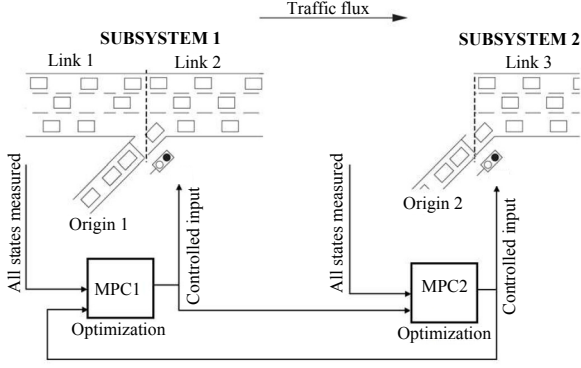 Traffic flux
SUBSYSTEM 1
SUBSYSTEM 2
Link 1
Link 2
Link 3
Origin 1
Origin 2
All states measured
Controlled input
All states measured
Controlled input
MPC1
MPC2
Optimization
Optimization